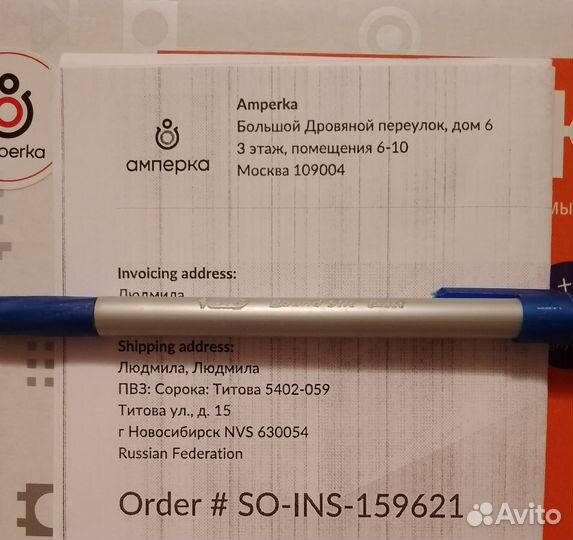 Amperka
Большой Дровяной переулок, дом 6
3 этаж, помещения 6-10
Москва 109004
амперка
mperka
Invoicing address:
Людмила
Shipping address:
Людмила, Людмила
ПВЗ: Сорока: Титова 5402-059
Титова ул., д. 15
г Новосибирск NVS 630054
Russian Federation
Order # SO-INS-159621
Avito